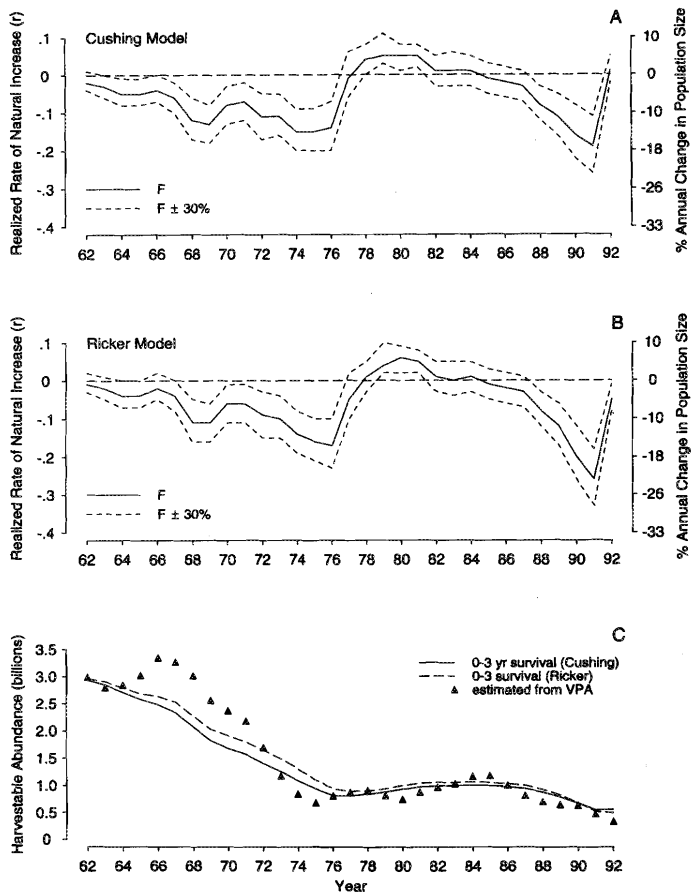 A
Cushing Model
Realized Rate of Natural Increase (r)
.1
0
-.1
-.2
-.3
-.4
10
0
-10
-18
-26
-33
% Annual Change in Population Size
F
F ± 30%
62 64 66 68 70 72 74 76 78 80 82 84 86 88 90 92
B
Ricker Model
Realized Rate of Natural Increase (r)
.1
0
-.1
-.2
-.3
-.4
10
0
-10
-18
-26
-33
% Annual Change in Population Size
F
F ± 30%
62 64 66 68 70 72 74 76 78 80 82 84 86 88 90 92
C
Harvestable Abundance (billions)
3.5
3.0
2.5
2.0
1.5
1.0
0.5
0
0-3 yr survival (Cushing)
0-3 survival (Ricker)
estimated from VPA
62 64 66 68 70 72 74 76 78 80 82 84 86 88 90 92
Year